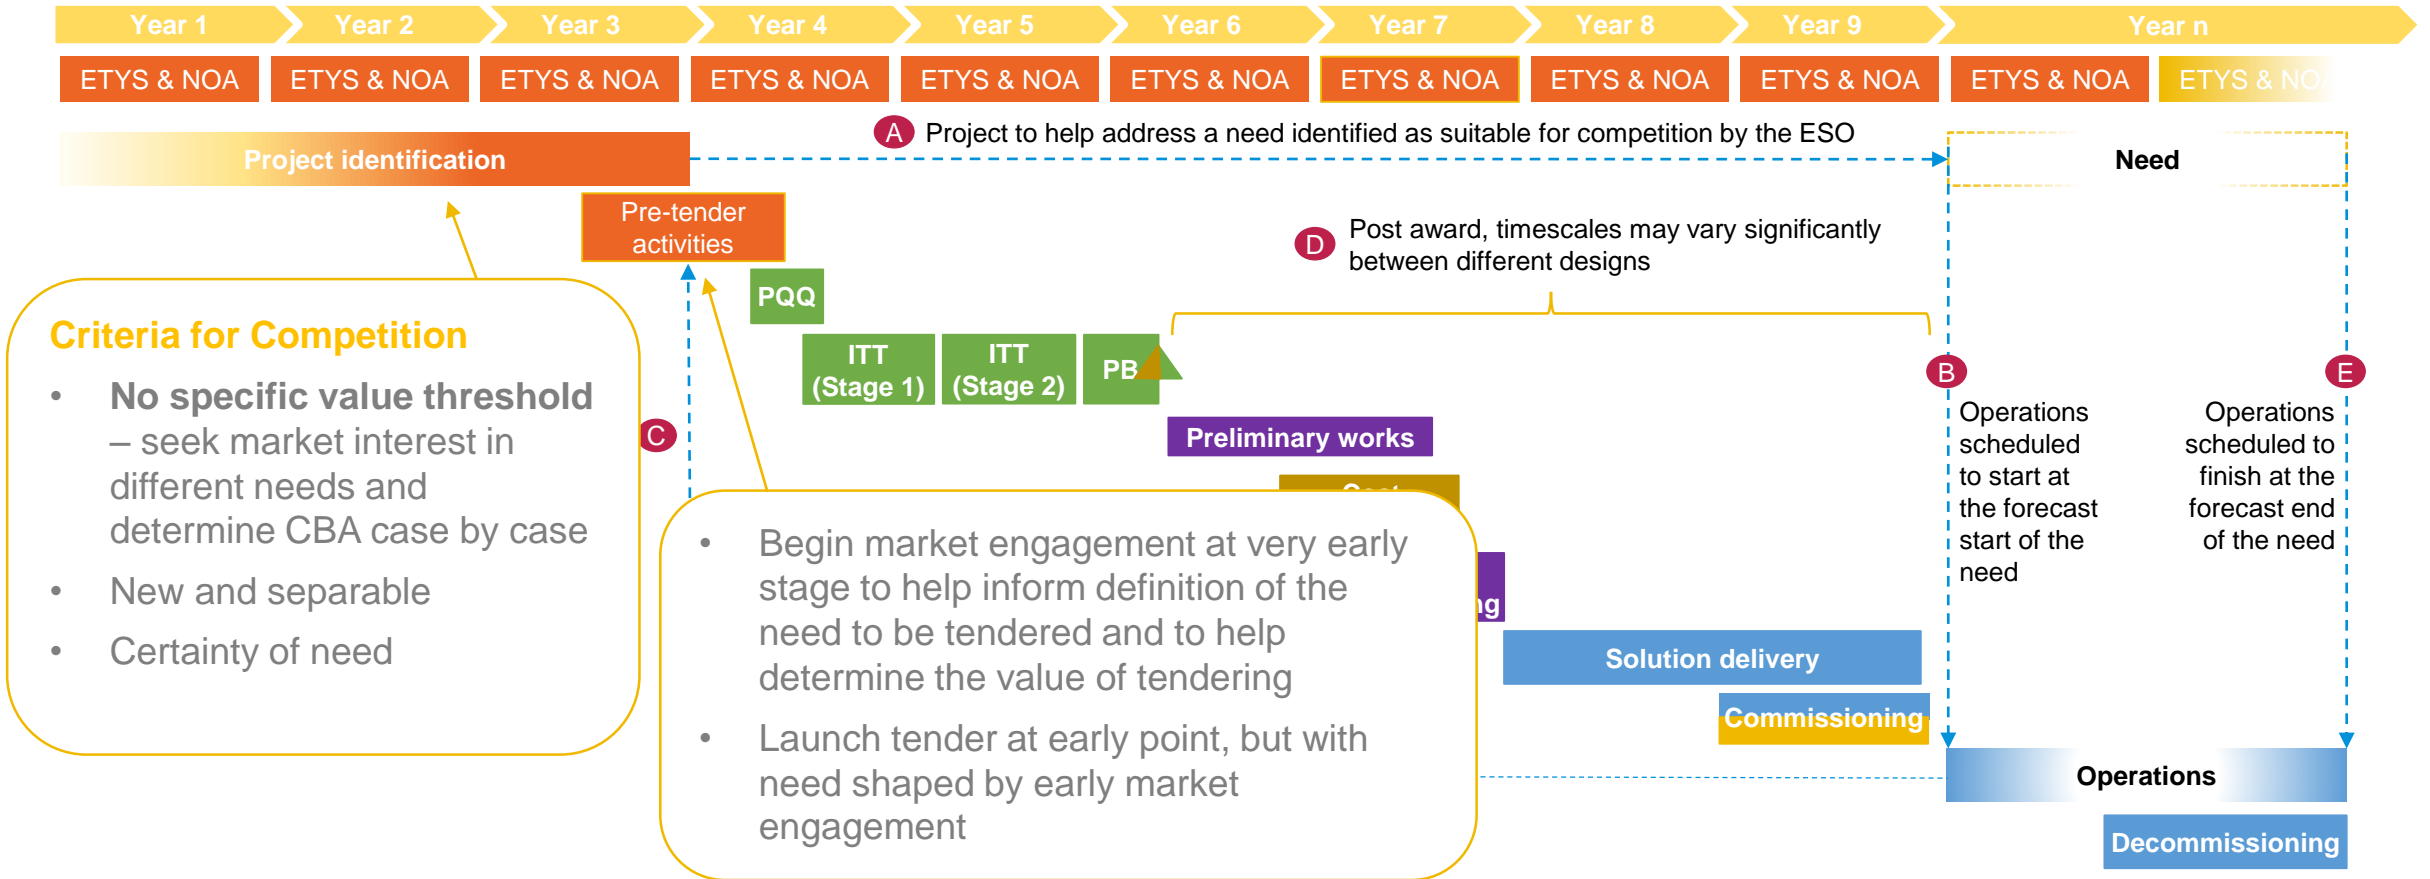 Year 1
Year 2
Year 3
Year 4
Year 5
Year 6
Year 7
Year 8
Year 9
Year n
ETYS & NOA
ETYS & NOA
ETYS & NOA
ETYS & NOA
ETYS & NOA
ETYS & NOA
ETYS & NOA
ETYS & NOA
ETYS & NOA
ETYS & NOA
ETYS & NO
A
Project to help address a need identified as suitable for competition by the ESO
Project identification
Need
Pre-tender
activities
D
Post award, timescales may vary significantly
between different designs
PQQ
ITT
(Stage 1)
ITT
(Stage 2)
PB
B
E
Criteria for Competition
• No specific value threshold
– seek market interest in
different needs and
determine CBA case by case
• New and separable
• Certainty of need
C
Preliminary works
Operations
scheduled
to start at
the forecast
start of the
need
Operations
scheduled to
finish at the
forecast end
of the need
• Begin market engagement at very early
stage to help inform definition of the
need to be tendered and to help
determine the value of tendering
• Launch tender at early point, but with
need shaped by early market
engagement
ng
Solution delivery
Commissioning
Operations
Decommissioning